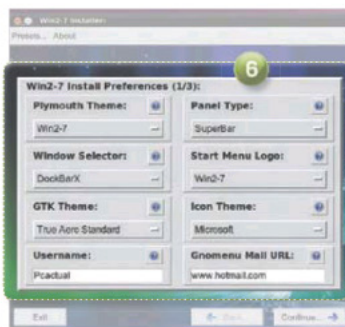 Win2-7 Installer:
Presets... About
6
Win2-7 Install Preferences (1/3):
Plymouth Theme: Panel Type:
Win2-7 SuperBar
Window Selector: Start Menu Logo:
DockBarX Win2-7
GTK Theme: Icon Theme:
True Aero Standard Microsoft
Username: Gnomenu Mail URL:
Pcactual www.hotmail.com
Exit Back Continue...